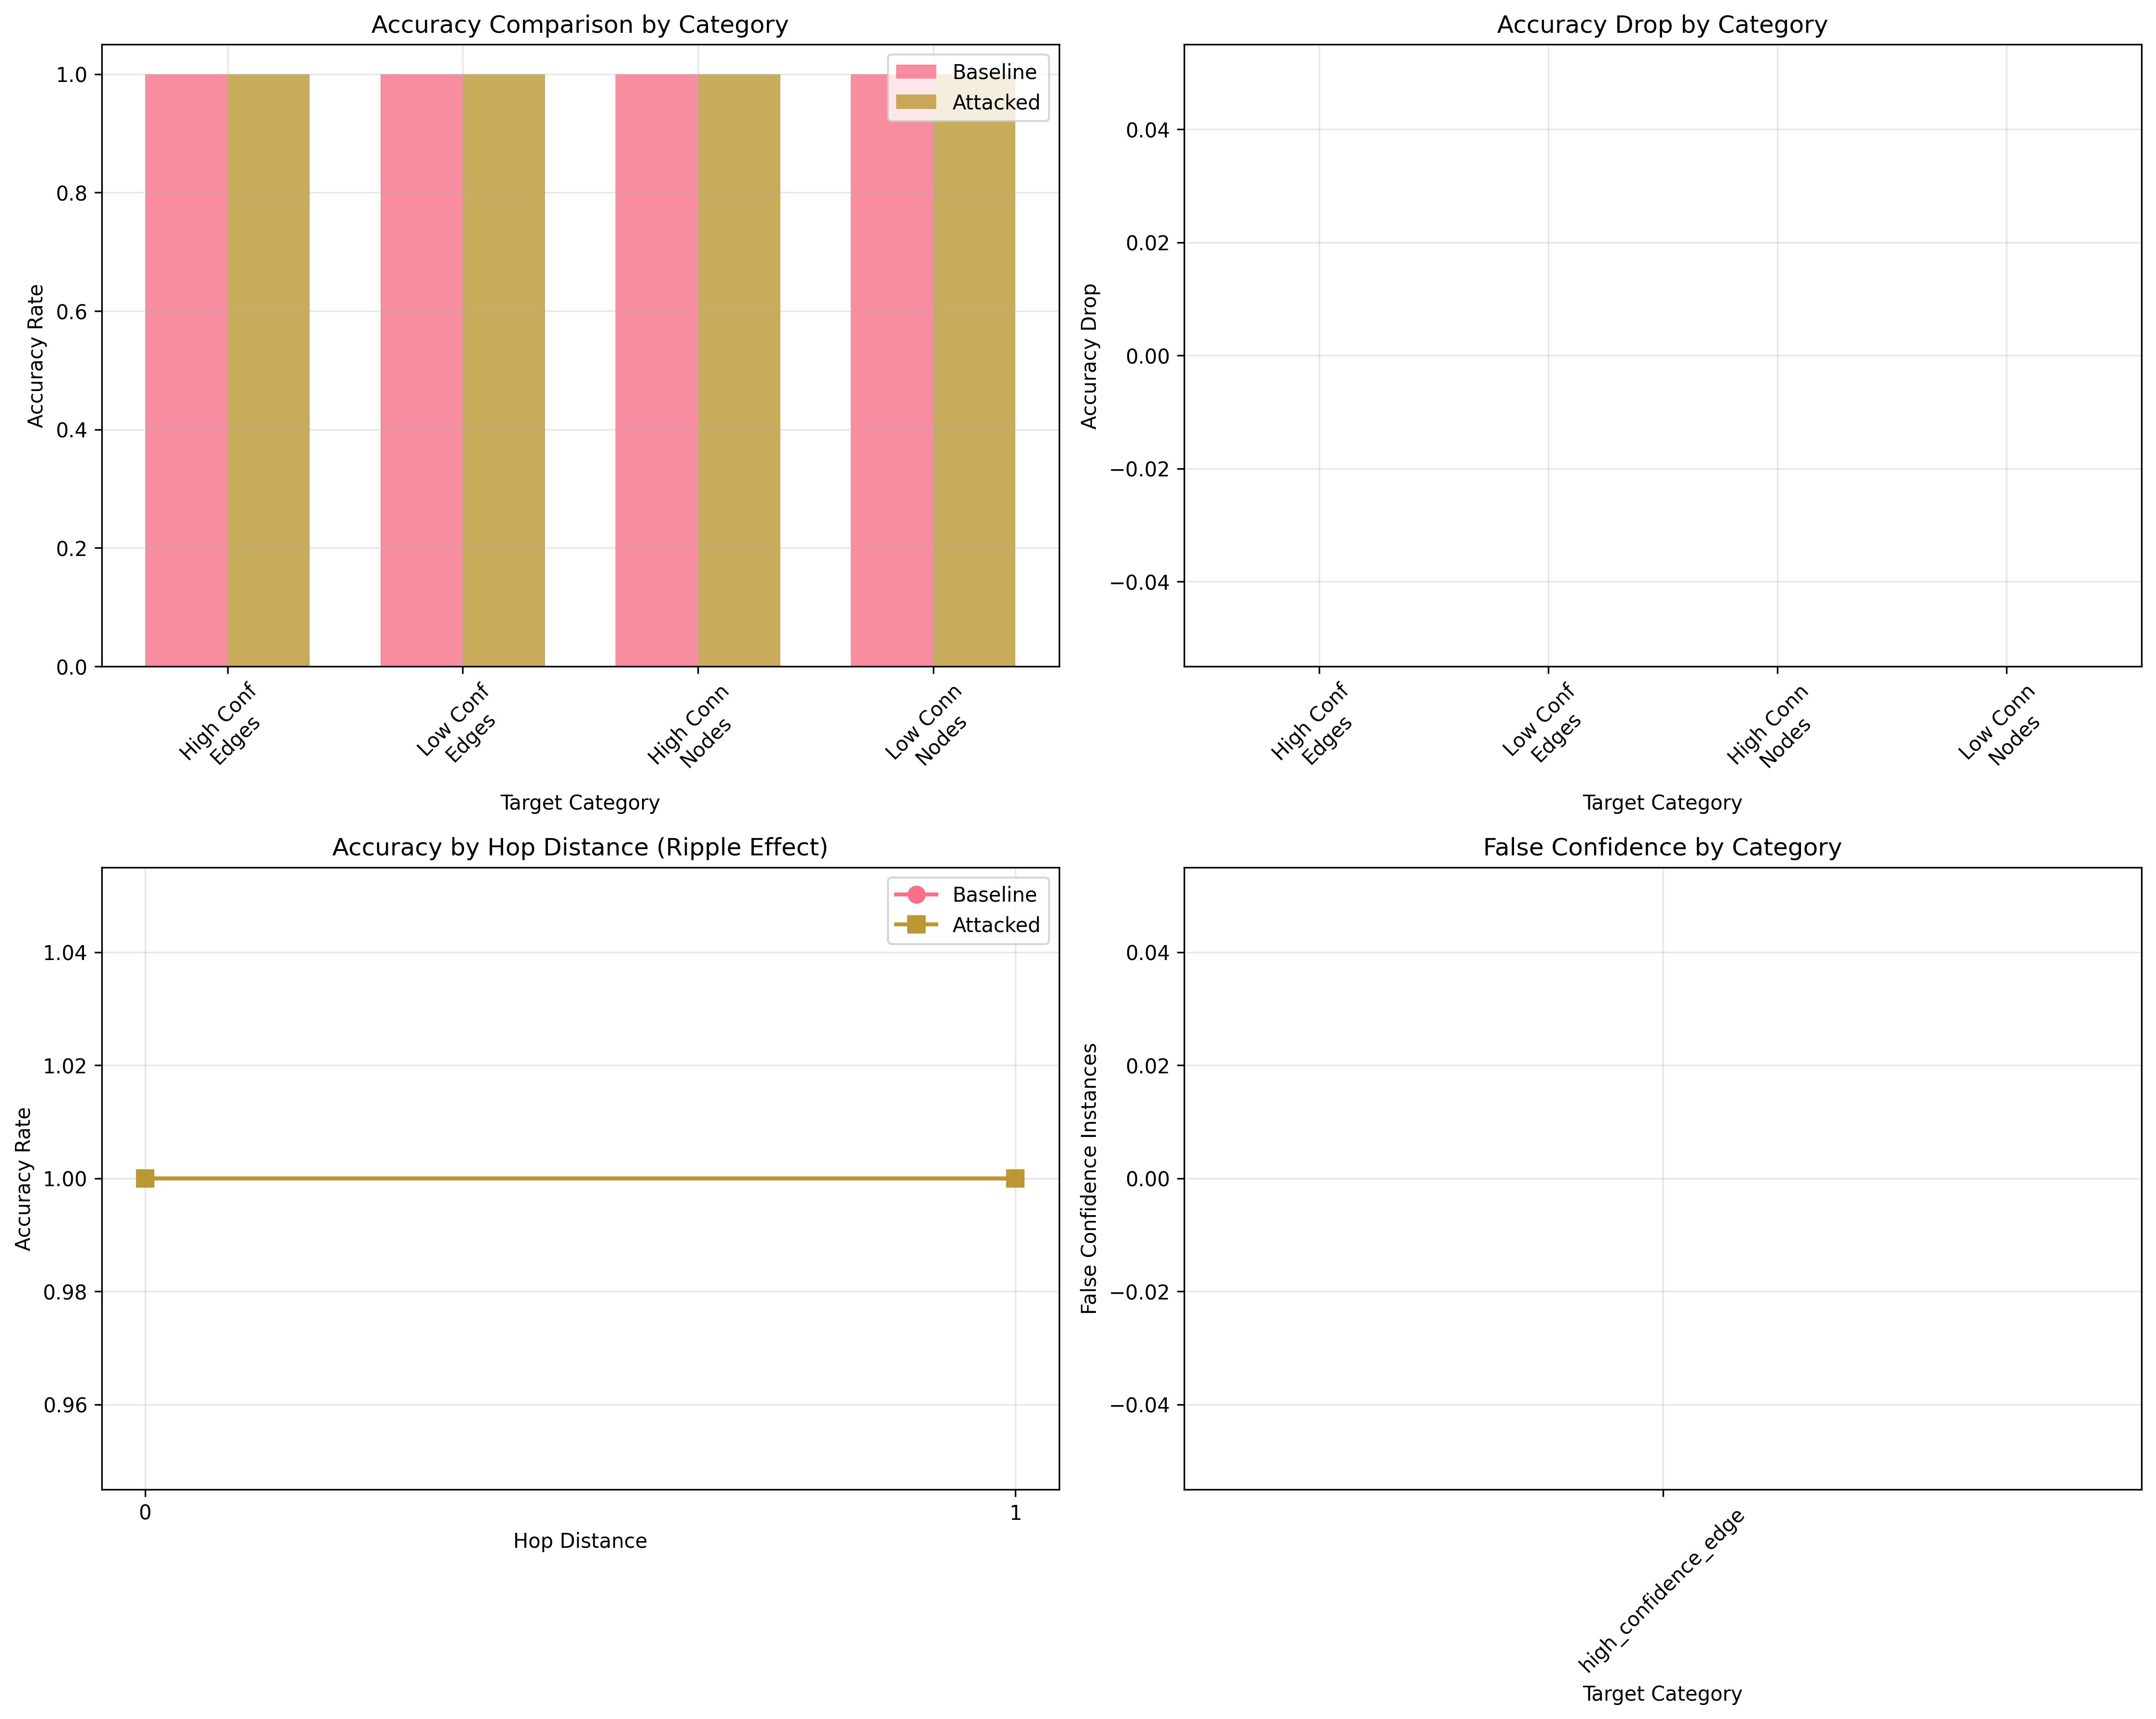 Accuracy Comparison by Category
Accuracy Rate
1.0
0.8
0.6
0.4
0.2
0.0
Baseline
Attacked
High Conf
Edges
Low Conf
Edges
High Conn
Nodes
Low Conn
Nodes
Target Category
Accuracy Drop by Category
Accuracy Drop
0.04
0.02
0.00
−0.02
−0.04
High Conf
Edges
Low Conf
Edges
High Conn
Nodes
Low Conn
Nodes
Target Category
Accuracy by Hop Distance (Ripple Effect)
Accuracy Rate
1.04
1.02
1.00
0.98
0.96
Baseline
Attacked
0
1
Hop Distance
False Confidence by Category
False Confidence Instances
0.04
0.02
0.00
−0.02
−0.04
high_confidence_edge
Target Category